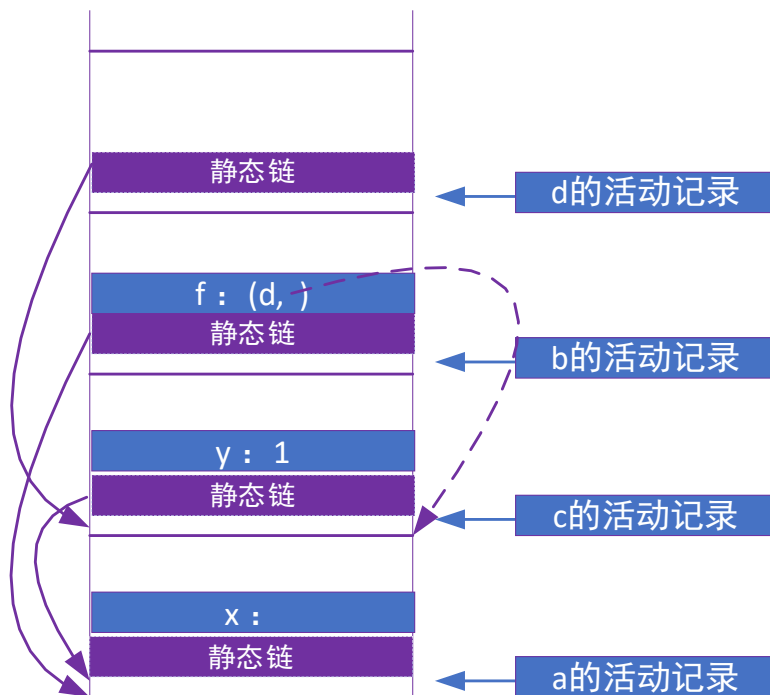 静态链
d的活动记录
f：(d, )
静态链
b的活动记录
y：1
静态链
c的活动记录
x：
静态链
a的活动记录